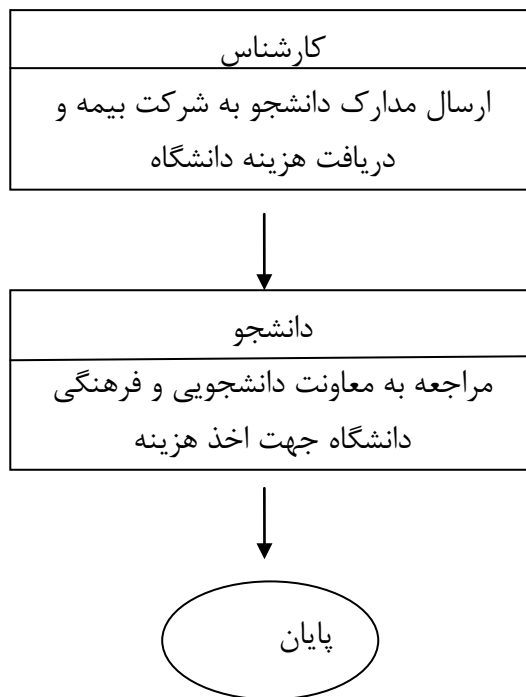 کارشناس
ارسال مدارک دانشجو به شرکت بیمه و
دریافت هزینه دانشگاه
دانشجو
مراجعه به معاونت دانشجویی و فرهنگی
دانشگاه جهت اخذ هزینه
پایان